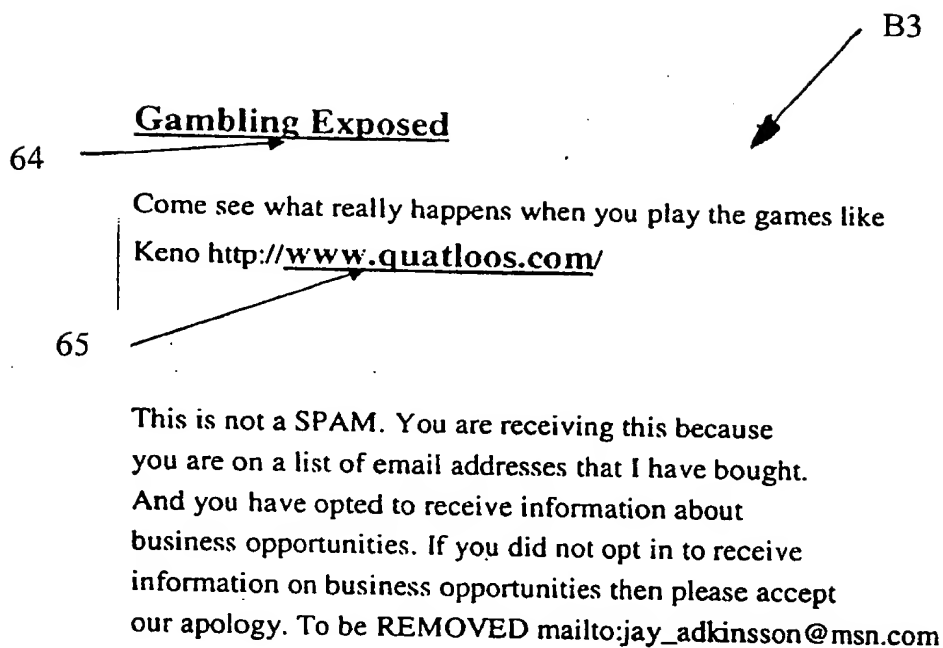 B3
Gambling Exposed
64
Come see what really happens when you play the games like
Keno http://www.quatloos.com/
65
This is not a SPAM. You are receiving this because
you are on a list of email addresses that I have bought.
And you have opted to receive information about
business opportunities. If you did not opt in to receive
information on business opportunities then please accept
our apology. To be REMOVED mailto:jay_adkinsson@msn.com